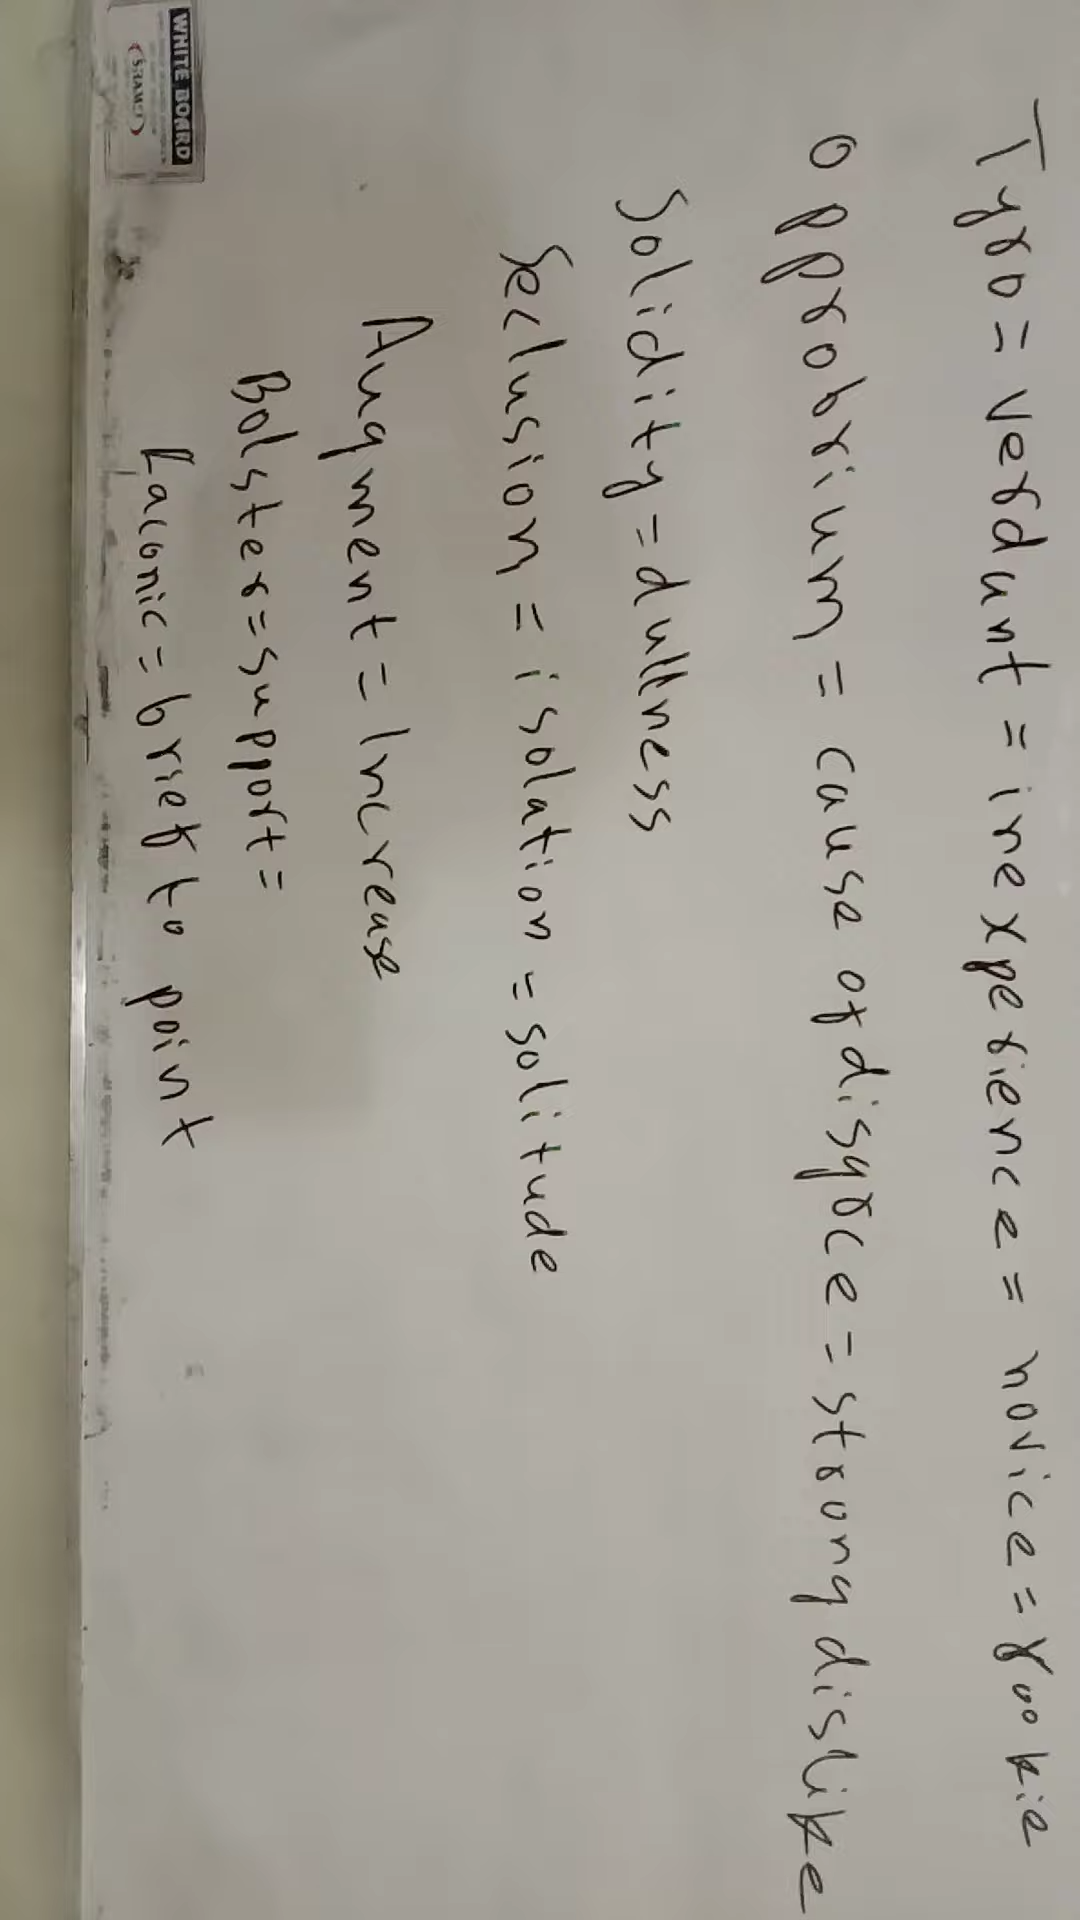 Tyro = verdant = inexperience = novice = rookie
opprobrium = cause of disgrce = strong dislike
Solidity = dullness
Seclusion = isolation = solitude
Augment = Increase
Bolster = support =
Laconic = brief to point
WHITE BOARD